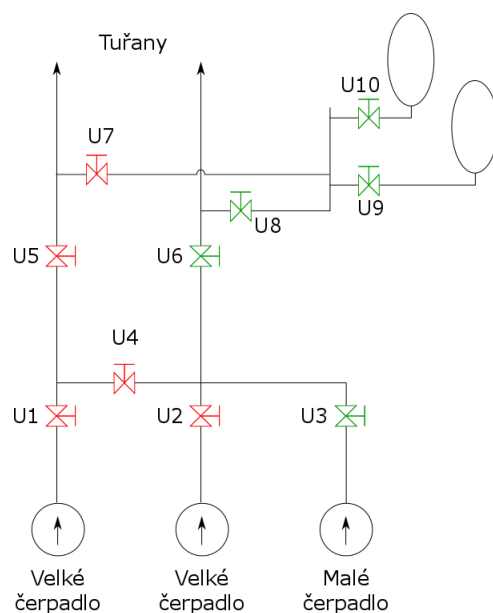 Tuřany
U10
U7
U9
U8
U5
U6
U4
U1
U2
U3
Velké
čerpadlo
Velké
čerpadlo
Malé
čerpadlo